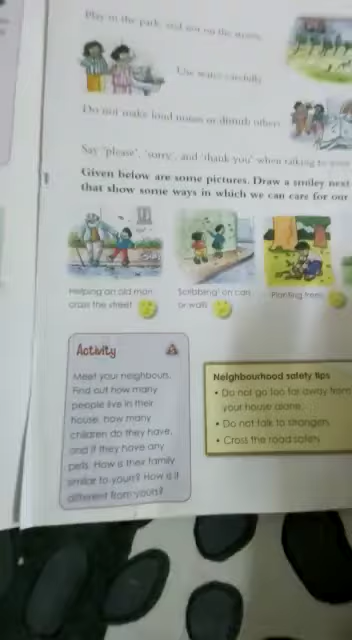 Play in the park and not on the street.
Use water carefully
Do not make loud noises or disturb others
Say 'please', 'sorry', and 'thank you' when talking to your
Given below are some pictures. Draw a smiley next
that show some ways in which we can care for our
Helping an old man
cross the street
Scribbling on cars
or walls
Planting trees
Activity
Meet your neighbours.
Find out how many
people live in their
house, how many
children do they have,
and if they have any
pets. How is their family
similar to yours? How is it
different from yours?
Neighbourhood safety tips
• Do not go too far away from
your house alone.
• Do not talk to strangers.
• Cross the road safely.